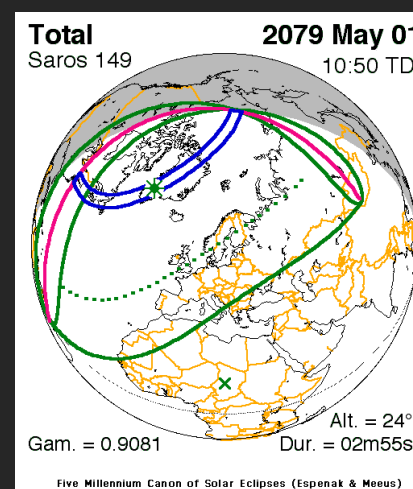 Total 2079 May 01
Saros 149 10:50 TD
Alt. = 24°
Gam. = 0.9081 Dur. = 02m55s
Five Millennium Canon of Solar Eclipses (Espenak & Meeus)